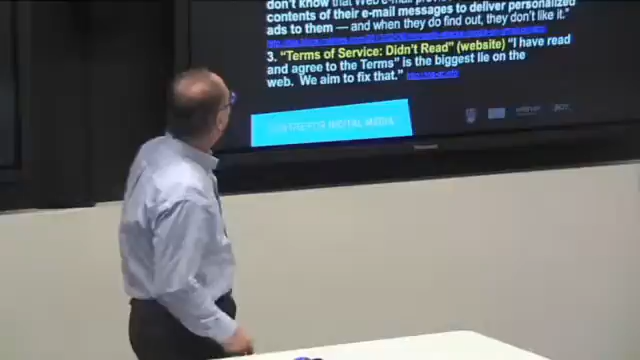 don't know that Web e-mail
contents of their e-mail messages to deliver personalized
ads to them — and when they do find out, they don't like it."
3. "Terms of Service: Didn't Read" (website) "I have read
and agree to the Terms" is the biggest lie on the
web. We aim to fix that."
DIGITAL MEDIA